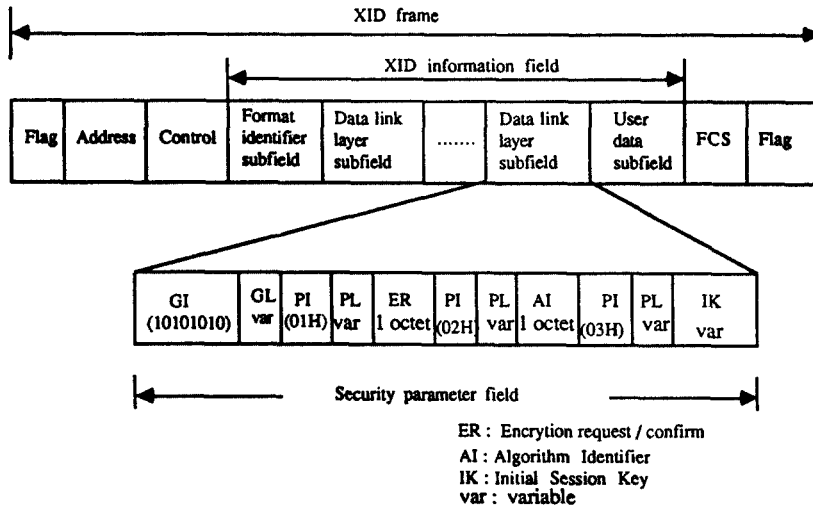 XID frame
XID information field
Flag
Address
Control
Format
identifier
subfield
Data link
layer
subfield
.......
Data link
layer
subfield
User
data
subfield
FCS
Flag
GI
(10101010)
GL
var
PI
(01H)
PL
var
ER
1 octet
PI
(02H)
PL
var
AI
1 octet
PI
(03H)
PL
var
IK
var
Security parameter field
ER : Encrytion request / confirm
AI : Algorithm Identifier
IK : Initial Session Key
var : variable